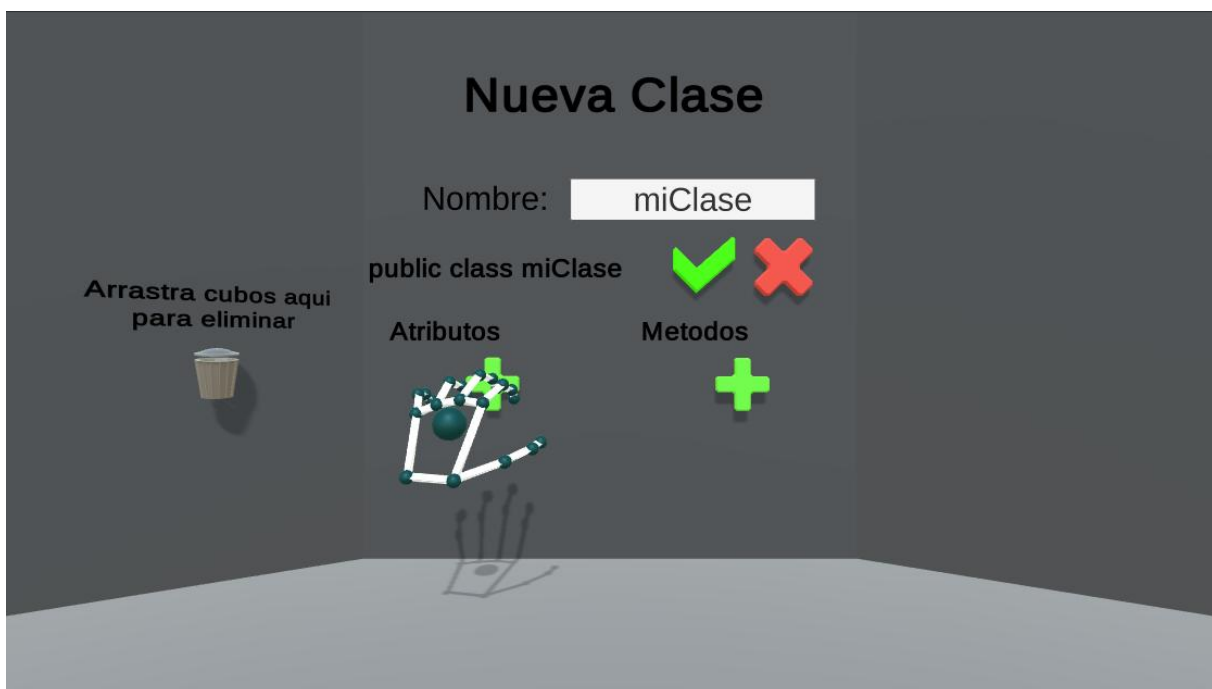 Nueva Clase
Nombre: miClase
public class miClase
Arrastra cubos aqui
para eliminar
Atributos
Metodos